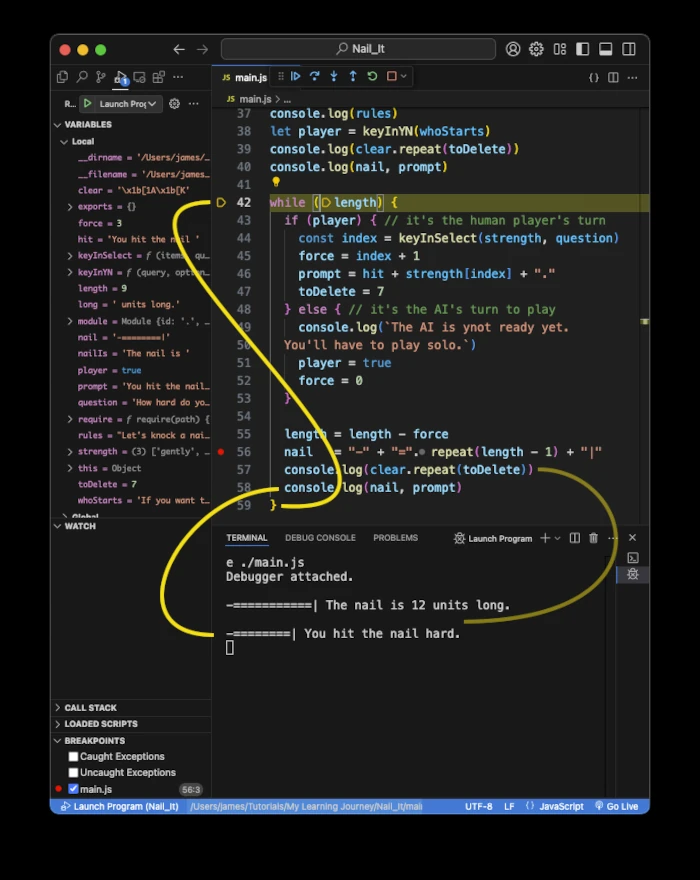 Nail_It
main.js
R... Launch Prog
main.js > ...
VARIABLES
Local
__dirname = '/Users/james/...
__filename = '/Users/james/...
clear = '\x1b[1A\x1b[K'
exports = {}
force = 3
hit = 'You hit the nail '
keyInSelect = ƒ (items, qu...
keyInYN = ƒ (query, option...
length = 9
long = ' units long.'
module = Module {id: '.', ...
nail = '-========|'
nailIs = 'The nail is '
player = true
prompt = 'You hit the nail...
question = 'How hard do yo...
require = ƒ require(path) {
rules = "Let's knock a nai...
strength = (3) ['gently', ...
this = Object
toDelete = 7
whoStarts = 'If you want t...
Global
WATCH
CALL STACK
LOADED SCRIPTS
BREAKPOINTS
Caught Exceptions
Uncaught Exceptions
main.js 56:3
37 console.log(rules)
38 let player = keyInYN(whoStarts)
39 console.log(clear.repeat(toDelete))
40 console.log(nail, prompt)
41
42 while (length) {
43 if (player) { // it's the human player's turn
44 const index = keyInSelect(strength, question)
45 force = index + 1
46 prompt = hit + strength[index] + "."
47 toDelete = 7
48 } else { // it's the AI's turn to play
49 console.log(`The AI is ynot ready yet.
50 You'll have to play solo.`)
51 player = true
52 force = 0
53 }
54
55 length = length - force
56 nail = "-" + "=". repeat(length - 1) + "|"
57 console.log(clear.repeat(toDelete))
58 console.log(nail, prompt)
59 }
TERMINAL DEBUG CONSOLE PROBLEMS Launch Program
e ./main.js
Debugger attached.
-===========| The nail is 12 units long.
-========| You hit the nail hard.
Launch Program (Nail_It) /Users/james/Tutorials/My Learning Journey/Nail_It/main UTF-8 LF {} JavaScript Go Live